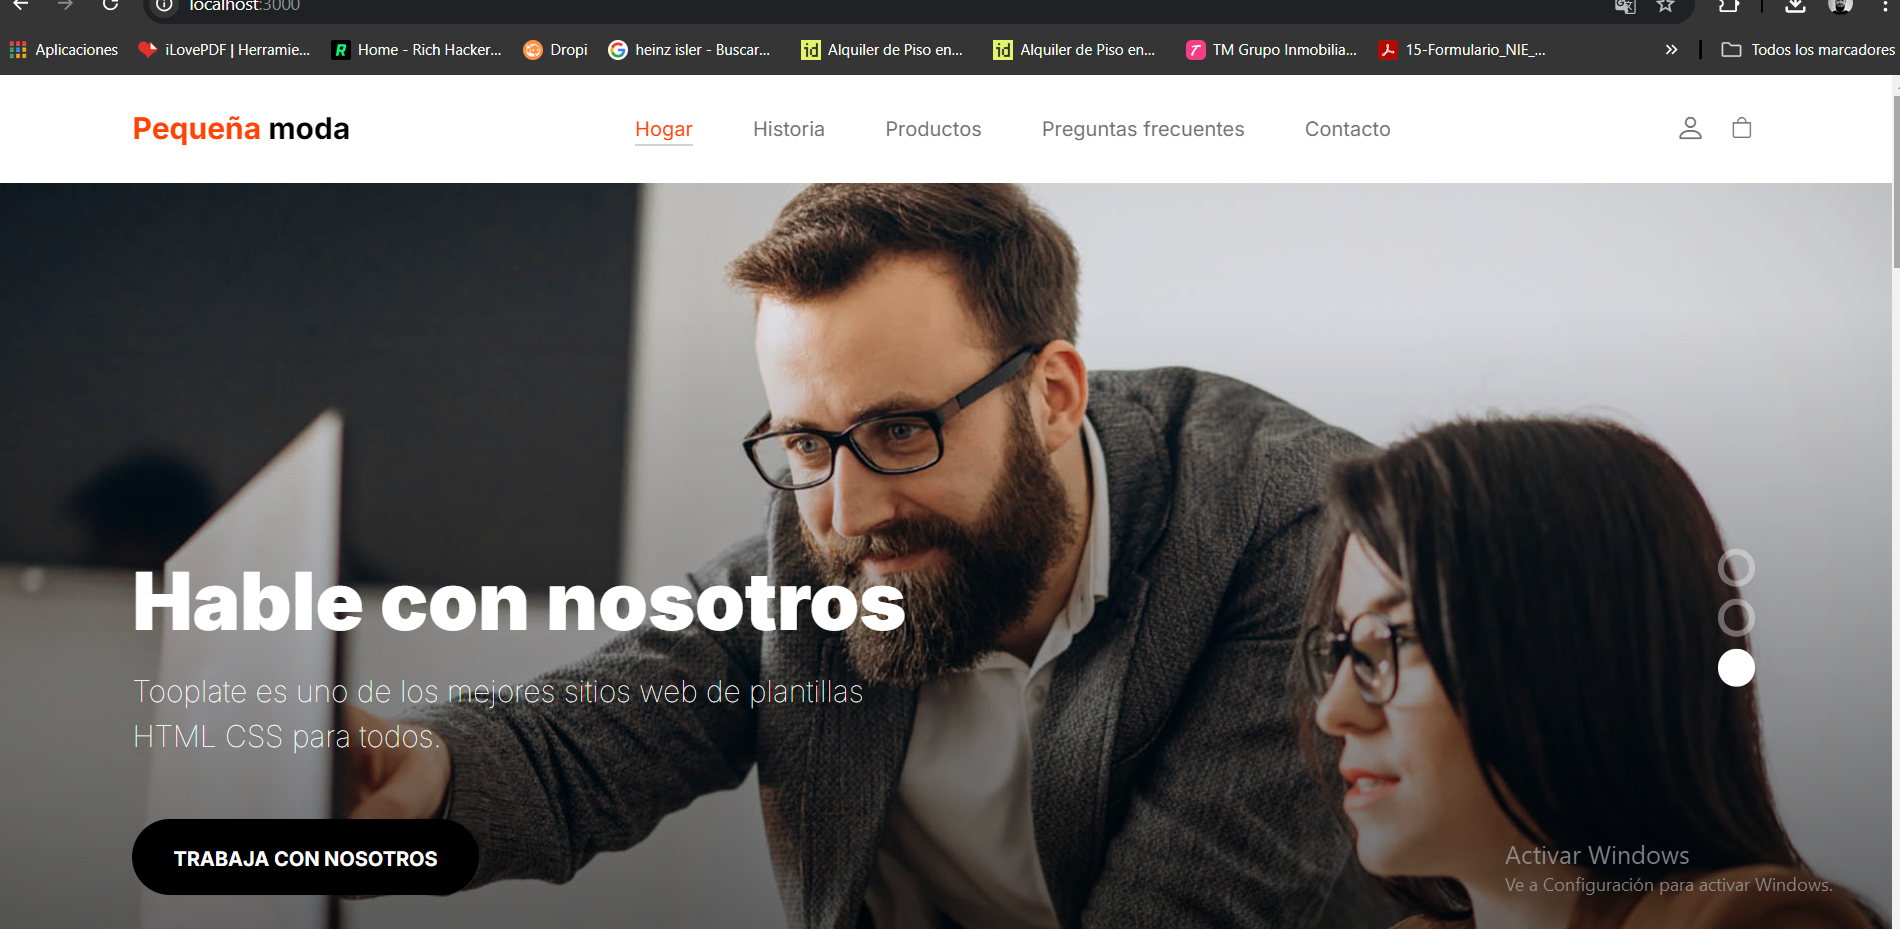 localhost:3000
Aplicaciones
iLovePDF | Herramie...
Home - Rich Hacker...
Dropi
heinz isler - Buscar...
Alquiler de Piso en...
Alquiler de Piso en...
TM Grupo Inmobilia...
15-Formulario_NIE_...
Todos los marcadores
Pequeña moda
Hogar
Historia
Productos
Preguntas frecuentes
Contacto
Hable con nosotros
Tooplate es uno de los mejores sitios web de plantillas
HTML CSS para todos.
TRABAJA CON NOSOTROS
Activar Windows
Ve a Configuración para activar Windows.